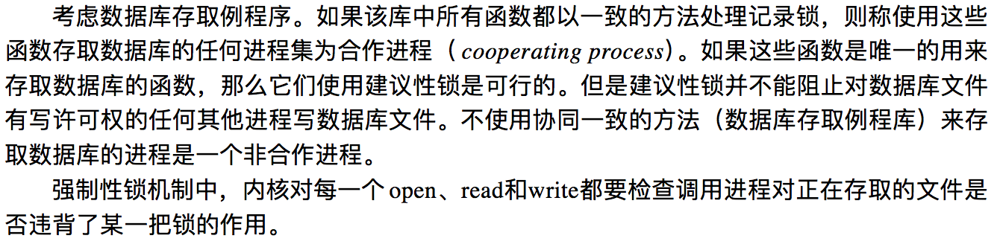 考虑数据库存取例程序。如果该库中所有函数都以一致的方法处理记录锁，则称使用这些
函数存取数据库的任何进程集为合作进程（cooperating process）。如果这些函数是唯一的用来
存取数据库的函数，那么它们使用建议性锁是可行的。但是建议性锁并不能阻止对数据库文件
有写许可权的任何其他进程写数据库文件。不使用协同一致的方法（数据库存取例程库）来存
取数据库的进程是一个非合作进程。
强制性锁机制中，内核对每一个open、read和write都要检查调用进程对正在存取的文件是
否违背了某一把锁的作用。